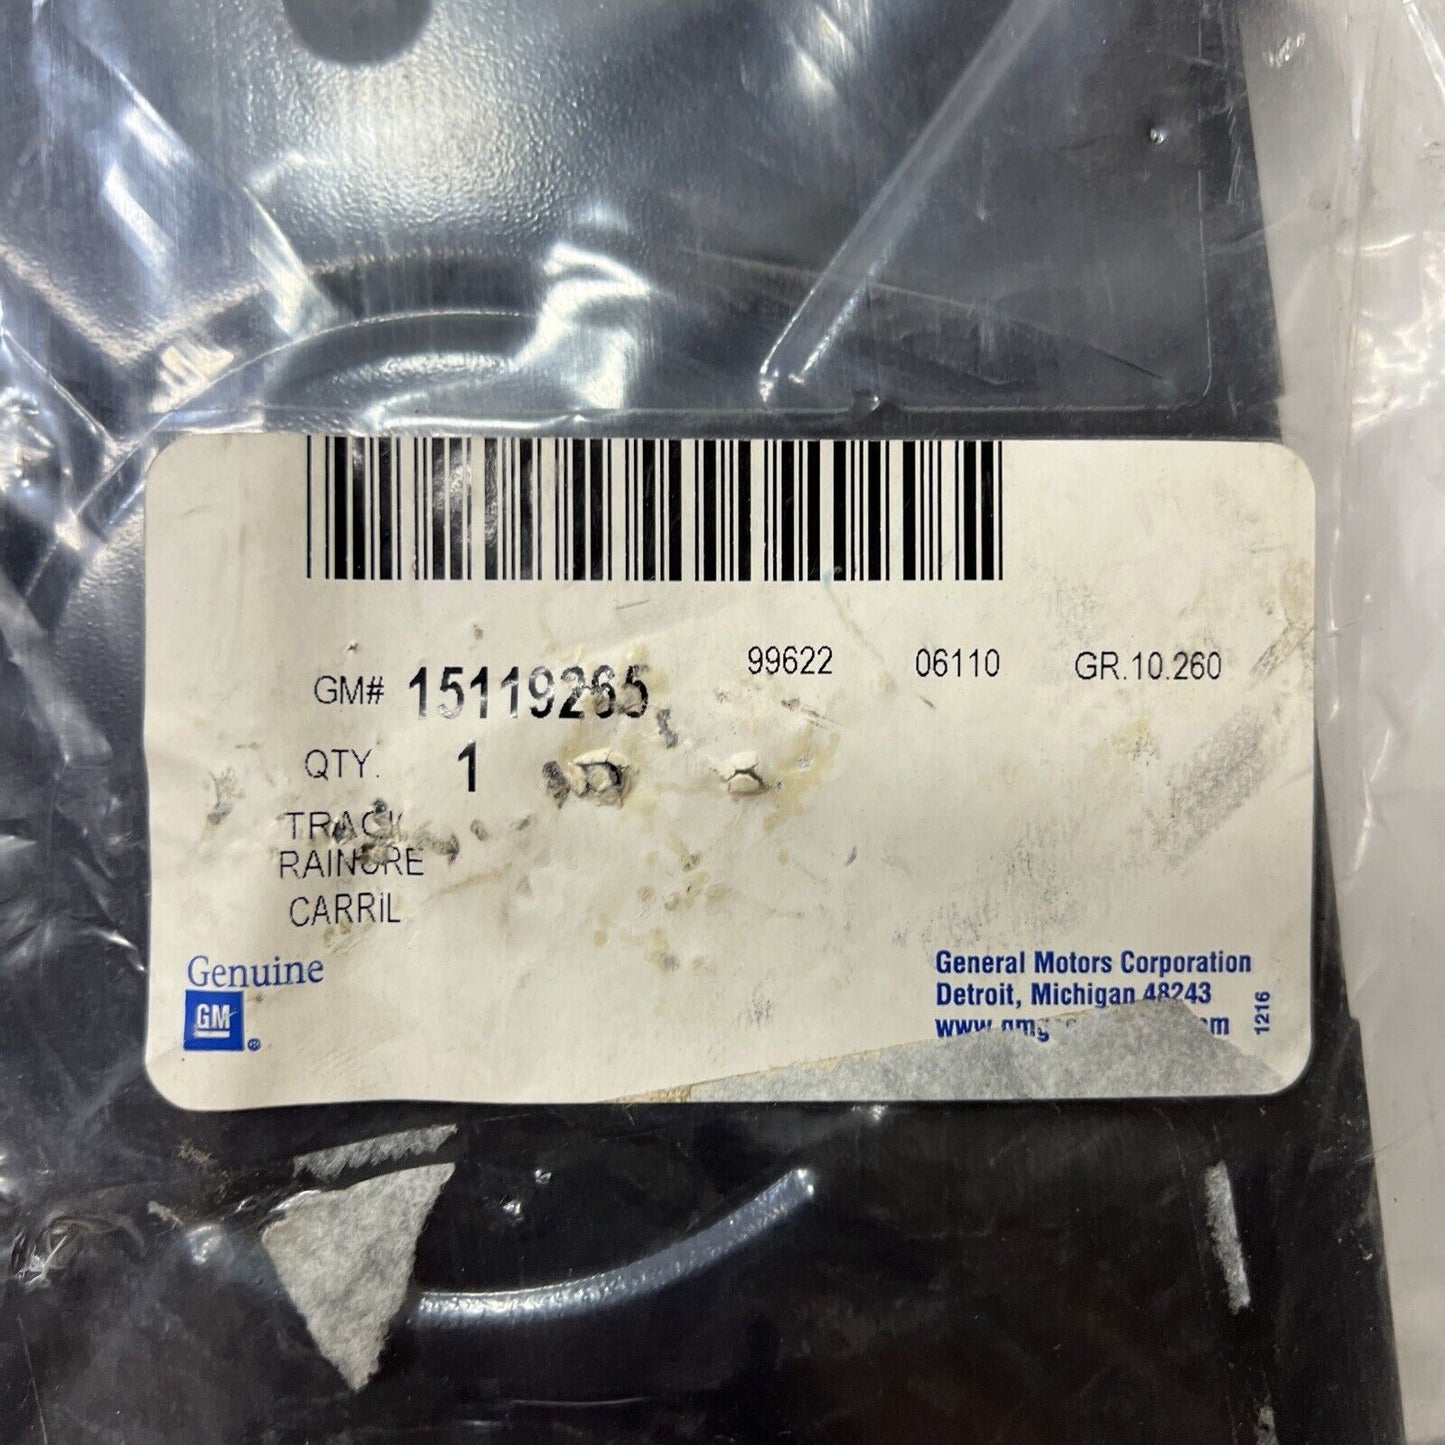 GM# 15119265 99622 06110 GR.10.260
QTY. 1
TRACK
RAINURE
CARRIL
Genuine
GM ®
General Motors Corporation
Detroit, Michigan 48243
1216